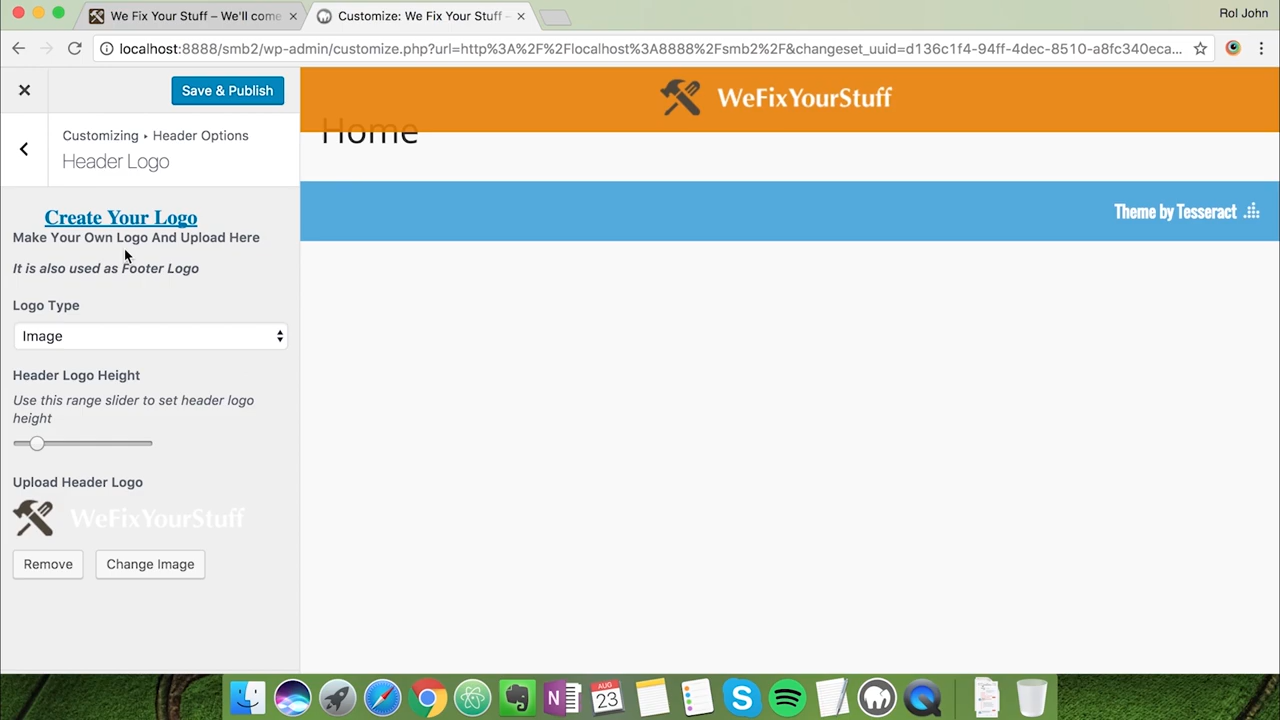 We Fix Your Stuff – We'll come
Customize: We Fix Your Stuff –
Rol John
localhost:8888/smb2/wp-admin/customize.php?url=http%3A%2F%2Flocalhost%3A8888%2Fsmb2%2F&changeset_uuid=d136c1f4-94ff-4dec-8510-a8fc340eca...
Save & Publish
Customizing ▸ Header Options
Header Logo
Create Your Logo
Make Your Own Logo And Upload Here
It is also used as Footer Logo
Logo Type
Image
Header Logo Height
Use this range slider to set header logo
height
Upload Header Logo
WeFixYourStuff
Remove
Change Image
WeFixYourStuff
Home
Theme by Tesseract
AUG
23